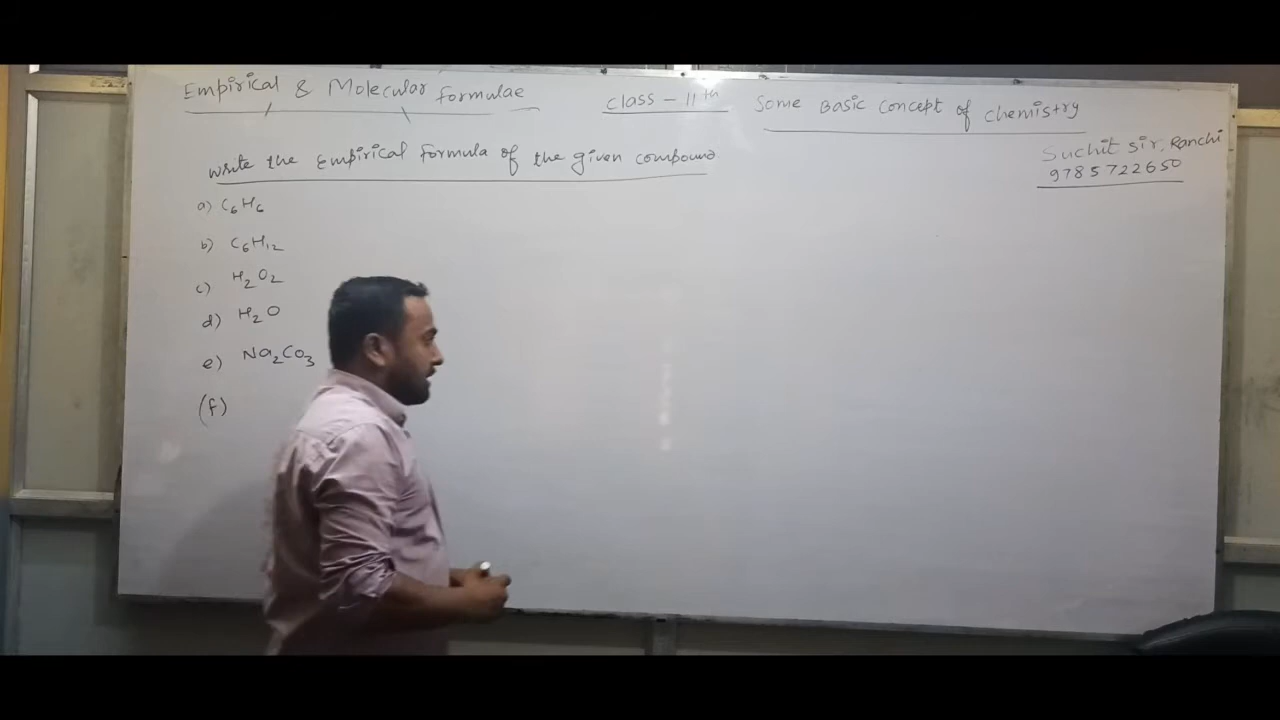 Empirical & Molecular formulae
class - 11th
Some Basic Concept of chemistry
Suchit Sir, Ranchi
9785722650
write the Empirical formula of the given compound
a) C6H6
b) C6H12
c) H2O2
d) H2O
e) Na2CO3
(f)